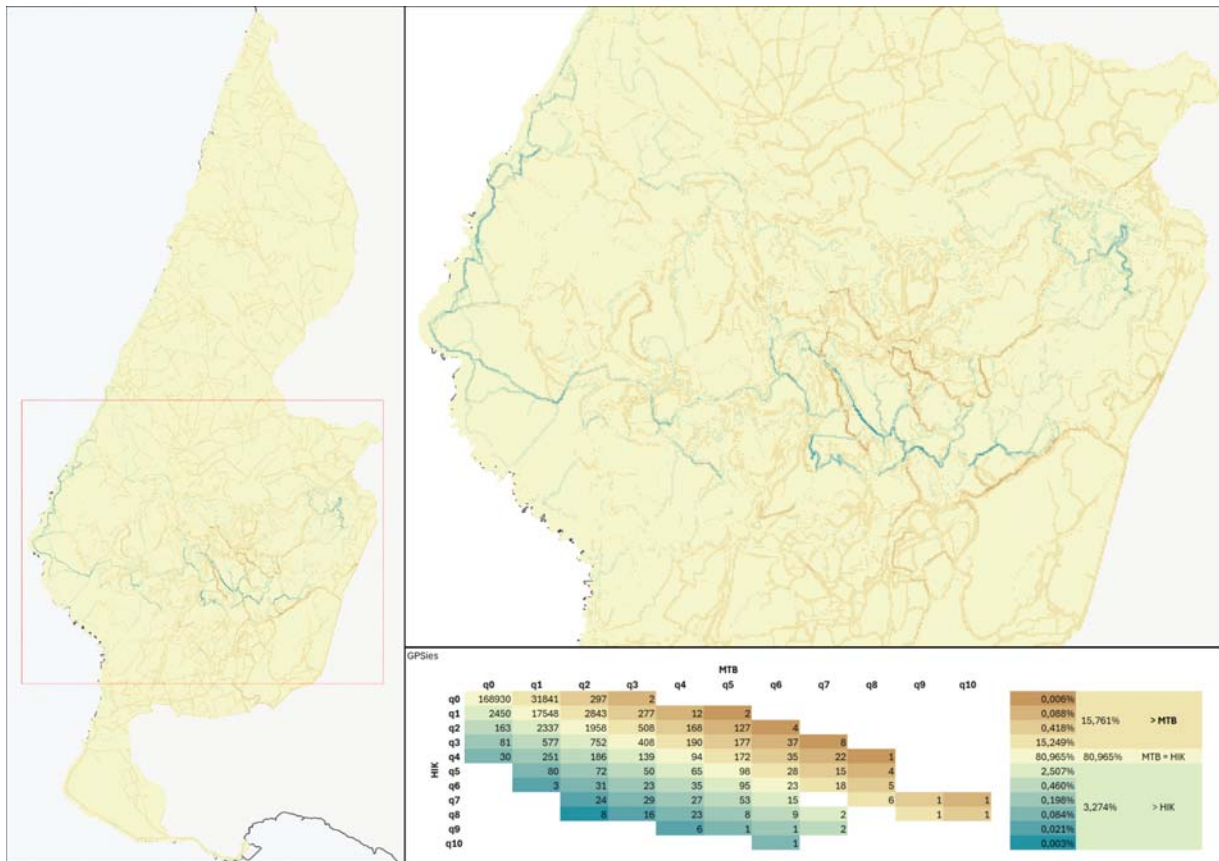 GPSies
MTB
q0 q1 q2 q3 q4 q5 q6 q7 q8 q9 q10
HIK
q0 168930 31841 297 2
q1 2450 17548 2843 277 12 2
q2 163 2337 1958 508 168 127 4
q3 81 577 752 408 190 177 37 8
q4 30 251 186 139 94 172 35 22 1
q5 80 72 50 65 98 28 15 4
q6 3 31 23 35 95 23 18 5
q7 24 29 27 53 15 6 1 1
q8 8 16 23 8 9 2 1 1
q9 6 1 1 2
q10 1
0,006%
0,088%
15,761% > MTB
0,418%
15,249%
80,965% 80,965% MTB = HIK
2,507%
0,460%
0,198%
3,274% > HIK
0,084%
0,021%
0,003%